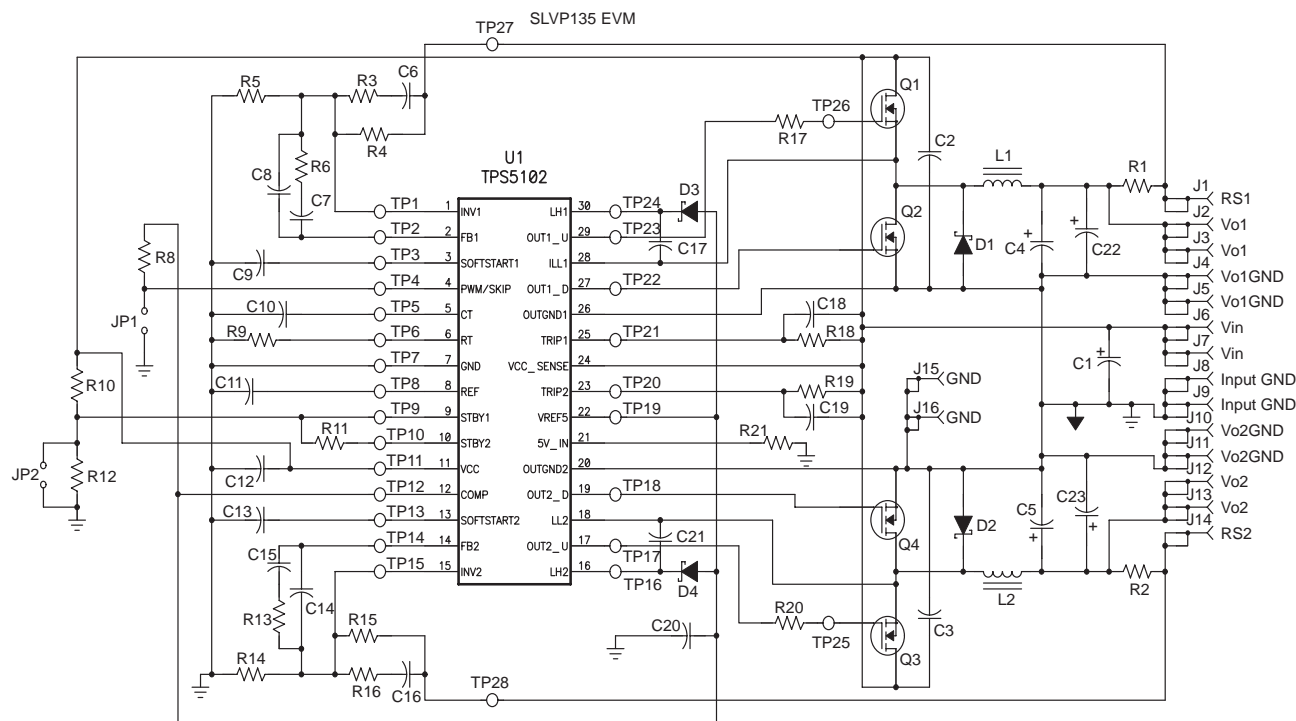 SLVP135 EVM
TP27
R5
R3
C6
R4
R6
C8
C7
Q1
TP26
R17
C2
L1
R1
U1
TPS5102
D3
C17
Q2
D1
C4
C22
R8
JP1
C9
C10
R9
C11
R10
R11
R12
JP2
C12
C13
C15
R13
C14
R14
R15
R16
C16
TP28
TP1
TP2
TP3
TP4
TP5
TP6
TP7
TP8
TP9
TP10
TP11
TP12
TP13
TP14
TP15
1 INV1
2 FB1
3 SOFTSTART1
4 PWM/SKIP
5 CT
6 RT
7 GND
8 REF
9 STBY1
10 STBY2
11 VCC
12 COMP
13 SOFTSTART2
14 FB2
15 INV2
LH1 30
OUT1_U 29
ILL1 28
OUT1_D 27
OUTGND1 26
TRIP1 25
VCC_SENSE 24
TRIP2 23
VREF5 22
5V_IN 21
OUTGND2 20
OUT2_D 19
LL2 18
OUT2_U 17
LH2 16
TP24
TP23
TP22
TP21
TP20
TP19
TP18
TP17
TP16
C18
R18
R19
C19
R21
C21
D4
C20
R20
TP25
Q4
Q3
C3
D2
L2
C5
C23
R2
C1
J15
GND
J16
GND
J1
RS1
J2
Vo1
J3
Vo1
J4
Vo1GND
J5
Vo1GND
J6
Vin
J7
Vin
J8
Input GND
J9
Input GND
J10
Vo2GND
J11
Vo2GND
J12
Vo2
J13
Vo2
J14
RS2